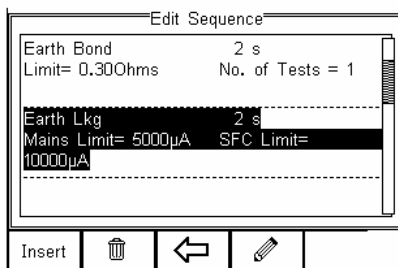 Edit Sequence
Earth Bond 2 s
Limit= 0.30Ohms No. of Tests = 1
Earth Lkg 2 s
Mains Limit= 5000µA SFC Limit=
10000µA
Insert